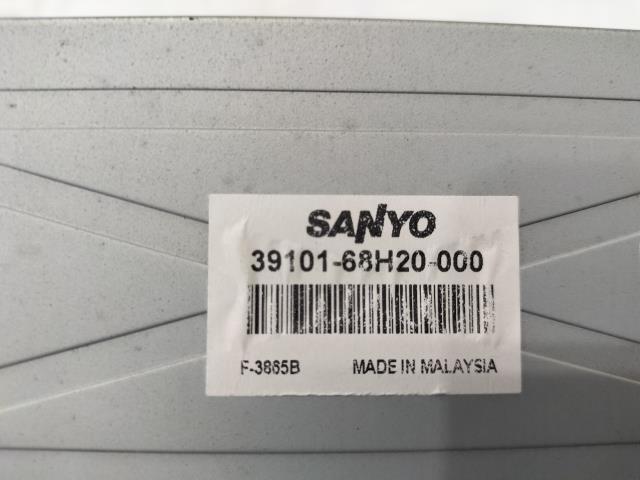 SANYO
39101-68H20-000
F-3865B MADE IN MALAYSIA